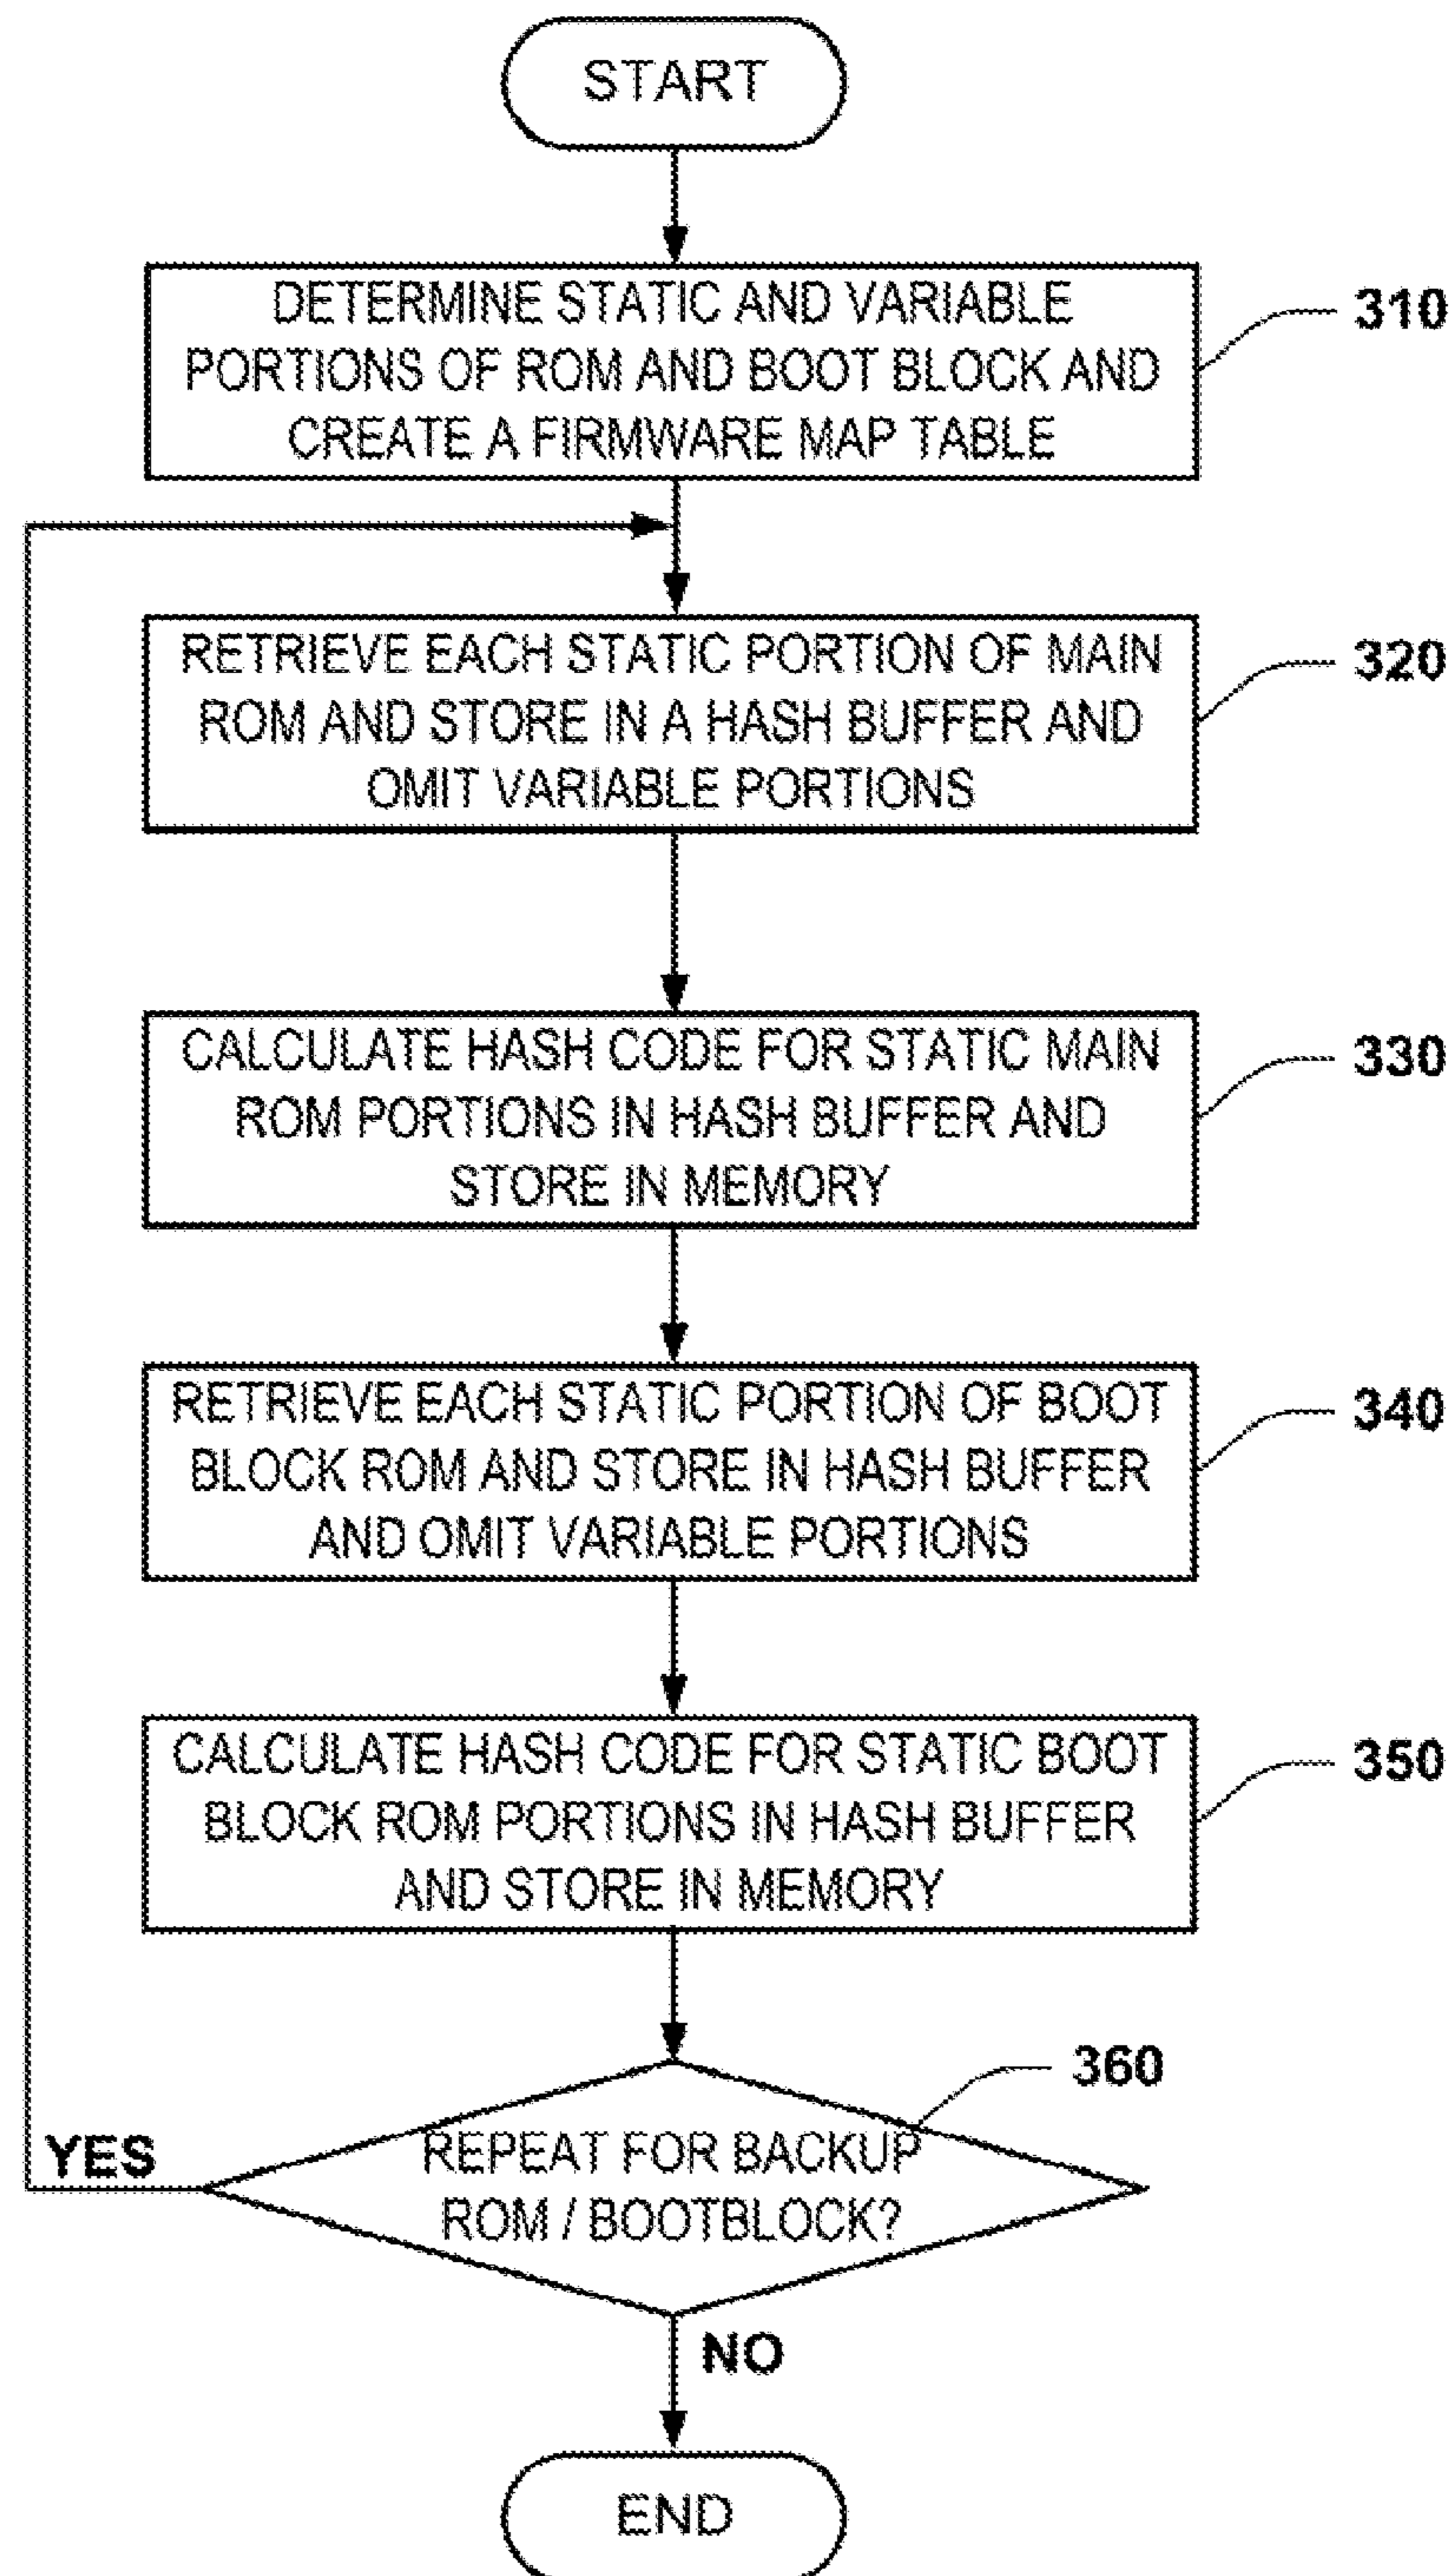 START
DETERMINE STATIC AND VARIABLE
PORTIONS OF ROM AND BOOT BLOCK AND
CREATE A FIRMWARE MAP TABLE
310
RETRIEVE EACH STATIC PORTION OF MAIN
ROM AND STORE IN A HASH BUFFER AND
OMIT VARIABLE PORTIONS
320
CALCULATE HASH CODE FOR STATIC MAIN
ROM PORTIONS IN HASH BUFFER AND
STORE IN MEMORY
330
RETRIEVE EACH STATIC PORTION OF BOOT
BLOCK ROM AND STORE IN HASH BUFFER
AND OMIT VARIABLE PORTIONS
340
CALCULATE HASH CODE FOR STATIC BOOT
BLOCK ROM PORTIONS IN HASH BUFFER
AND STORE IN MEMORY
350
360
YES
REPEAT FOR BACKUP
ROM / BOOTBLOCK?
NO
END